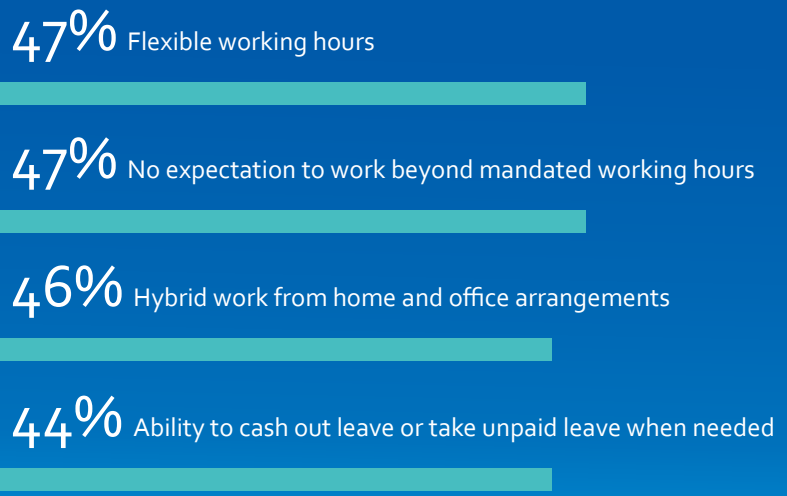 47% Flexible working hours
47% No expectation to work beyond mandated working hours
46% Hybrid work from home and office arrangements
44% Ability to cash out leave or take unpaid leave when needed